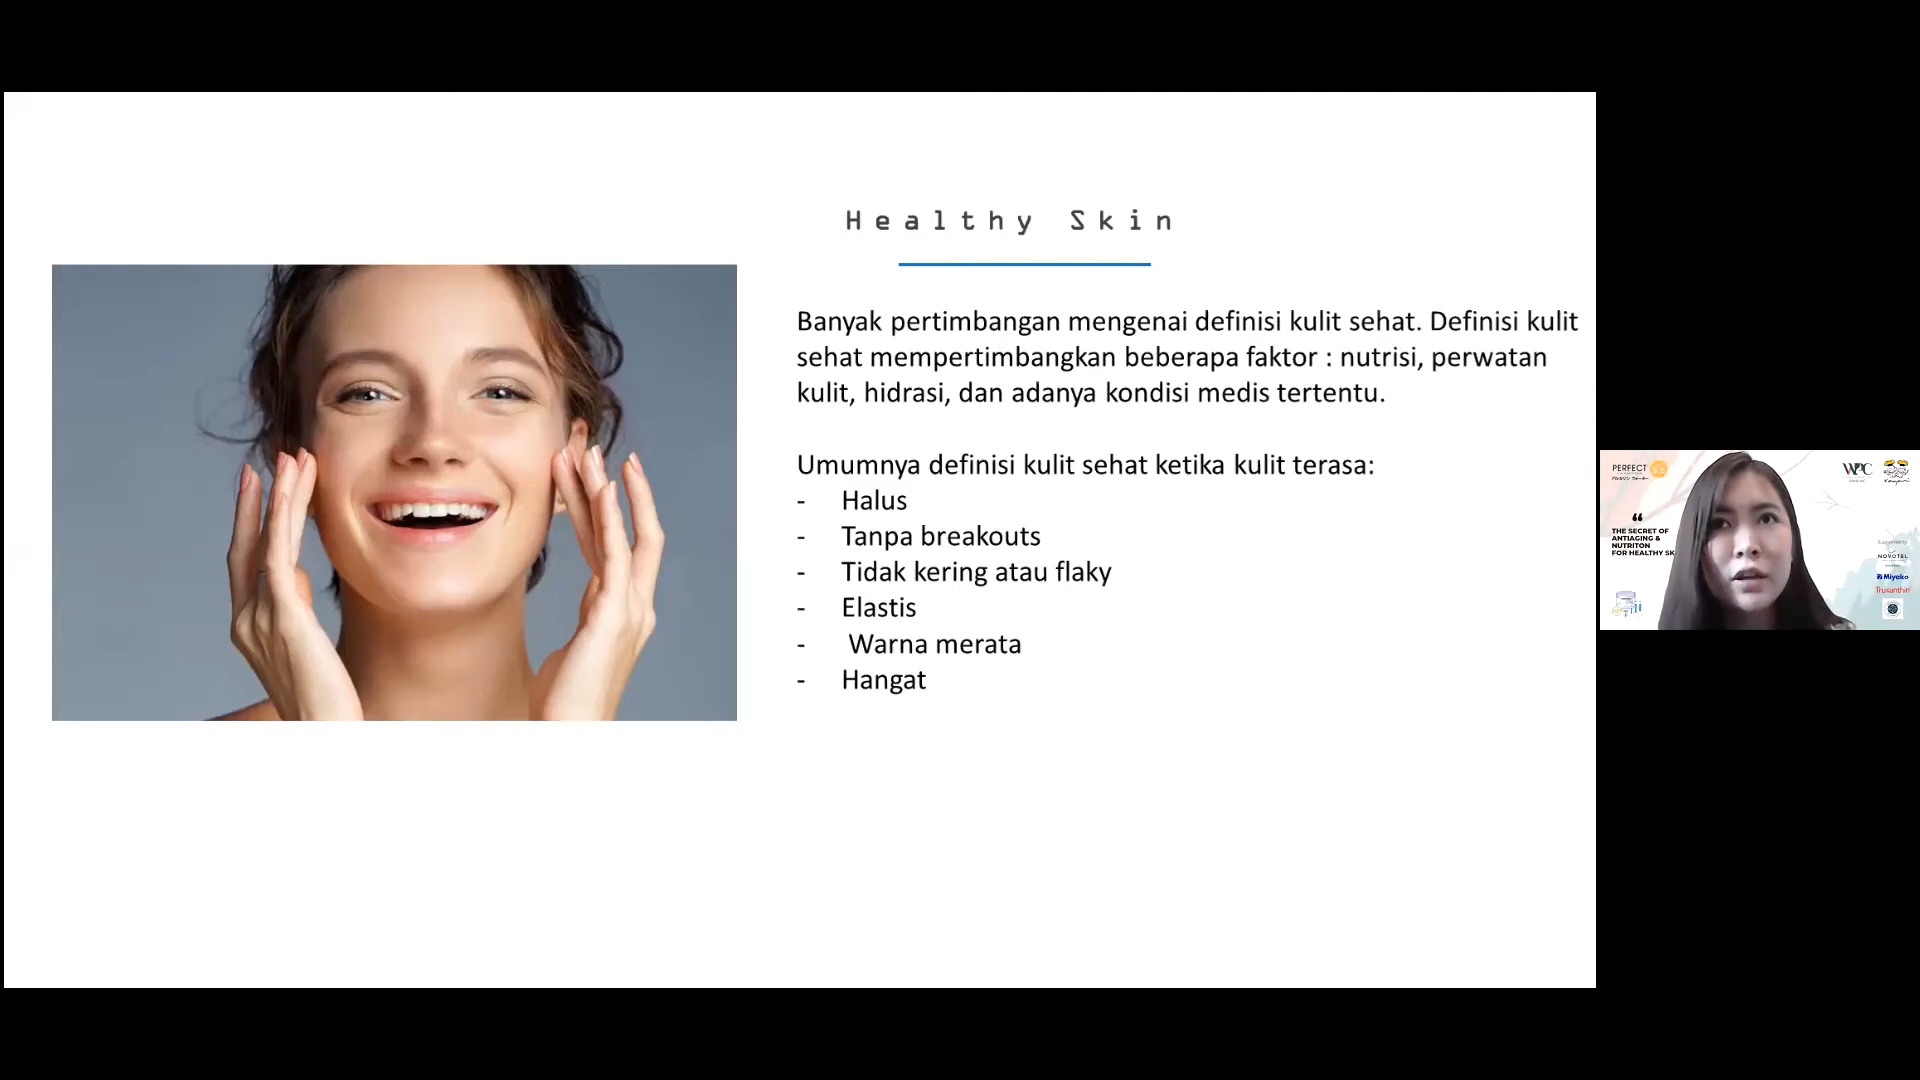 Healthy Skin
Banyak pertimbangan mengenai definisi kulit sehat. Definisi kulit
sehat mempertimbangkan beberapa faktor : nutrisi, perwatan
kulit, hidrasi, dan adanya kondisi medis tertentu.
Umumnya definisi kulit sehat ketika kulit terasa:
- Halus
- Tanpa breakouts
- Tidak kering atau flaky
- Elastis
- Warna merata
- Hangat
PERFECT
“
THE SECRET OF
ANTIAGING &
NUTRITON
FOR HEALTHY SK
NOVOTEL
Miyako
Truxanthin